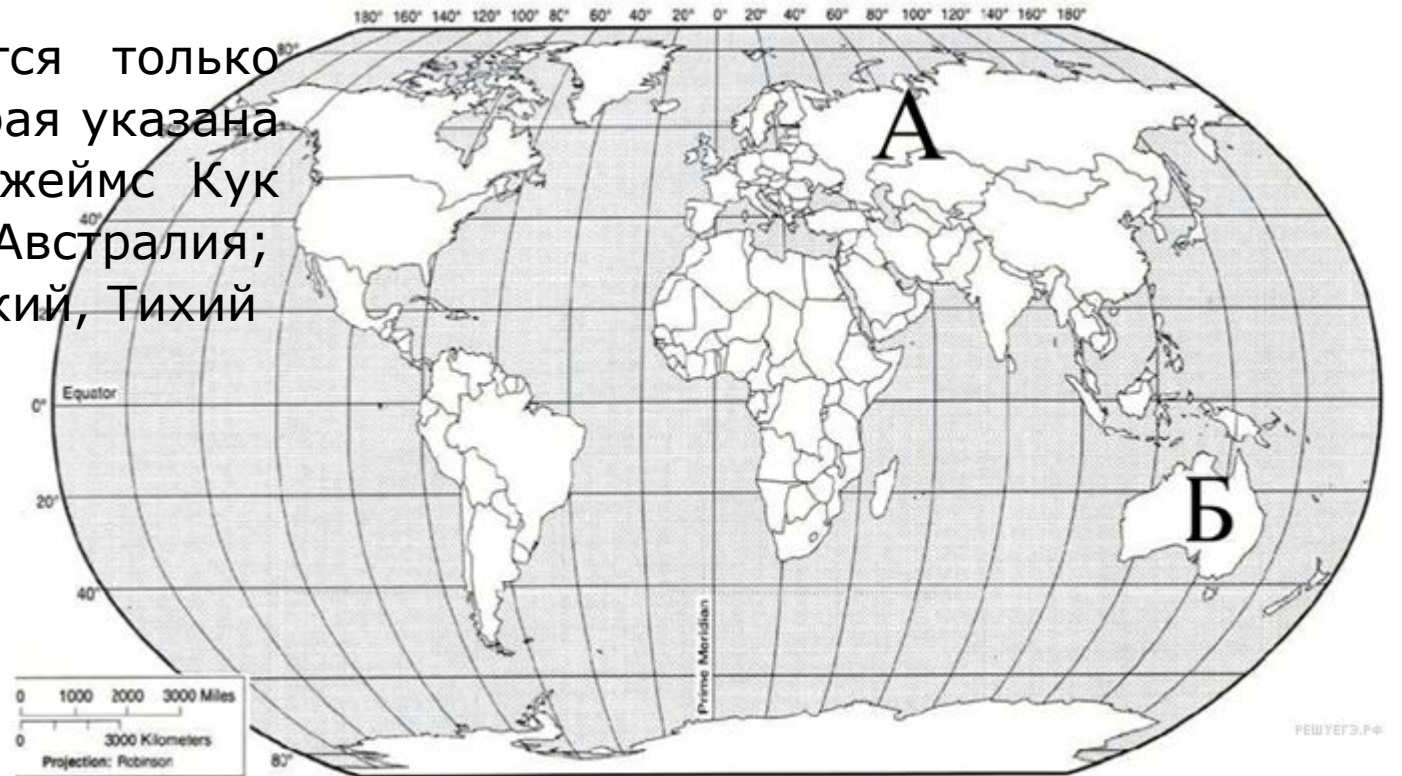 180° 160° 140° 120° 100° 80° 60° 40° 20° 0° 20° 40° 60° 80° 100° 120° 140° 160° 180°
тся только
рая указана
жеймс Кук
Австралия;
кий, Тихий
А
Б
40°
Equator
0°
20°
40°
Prime Meridian
0 1000 2000 3000 Miles
0 3000 Kilometers
Projection: Robinson
80°
РЕШУЕГЭ.РФ